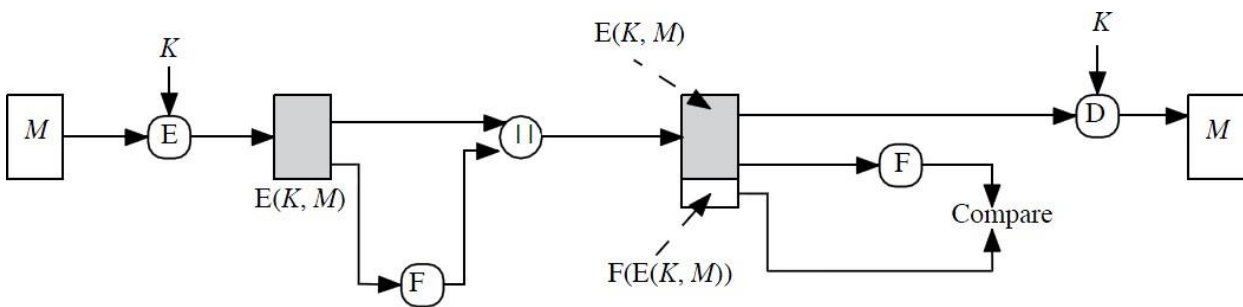 E(K, M)
K
K
M
E
| |
D
M
F
E(K, M)
Compare
F(E(K, M))
F